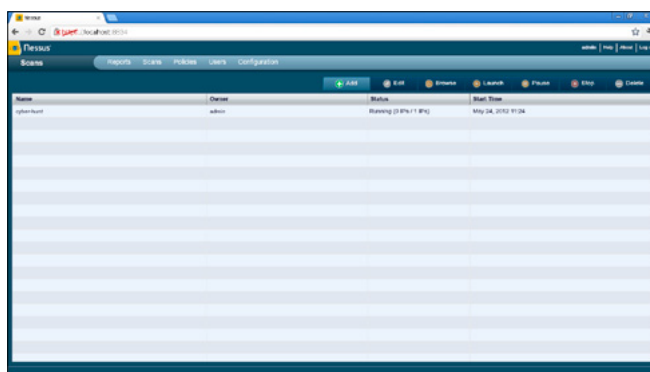 Nessus
https://localhost:8834
Nessus
admin | Help | About | Log
Scans Reports Scans Policies Users Configuration
Add Edit Browse Launch Pause Stop Delete
Name Owner Status Start Time
admin Running (0 IPs / 1 IPs) May 24, 2012 11:24